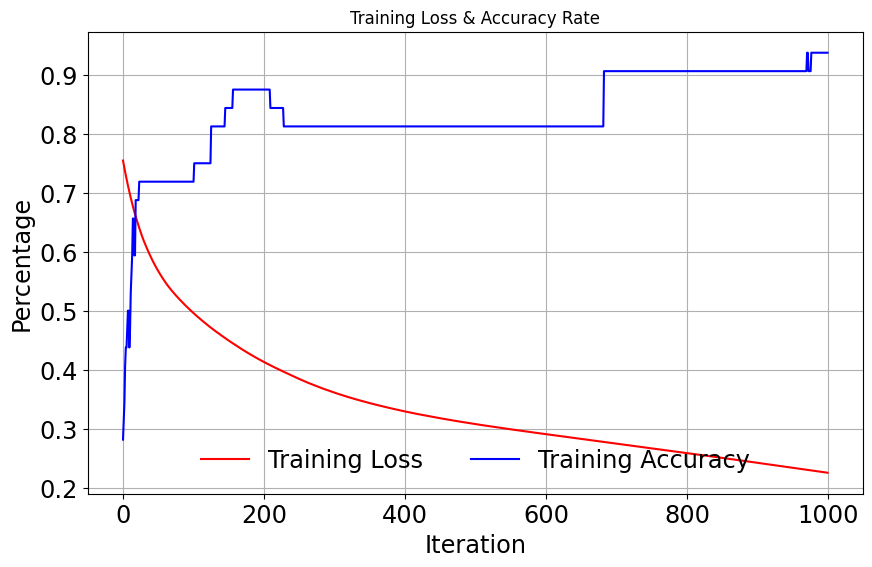 Training Loss & Accuracy Rate
0.9
0.8
0.7
0.6
0.5
0.4
0.3
0.2
Percentage
Training Loss Training Accuracy
0 200 400 600 800 1000
Iteration